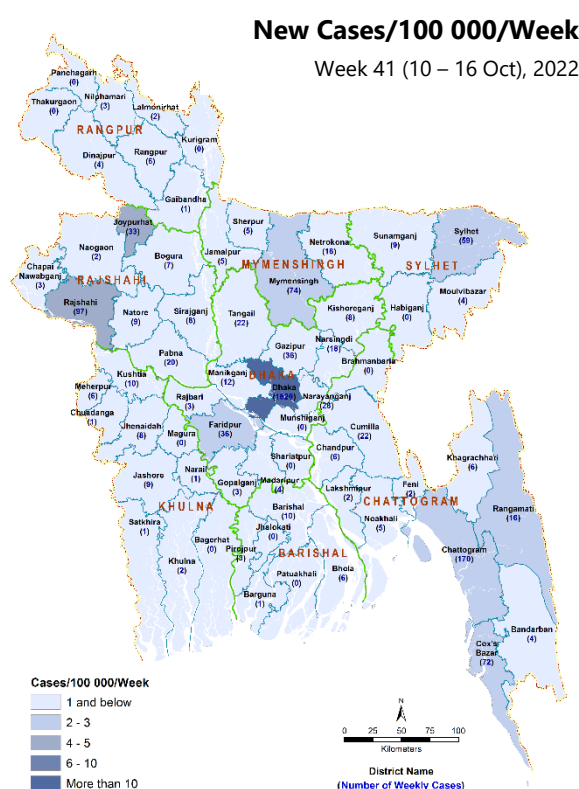 New Cases/100 000/Week
Week 41 (10 – 16 Oct), 2022
Panchagarh
(0)
Thakurgaon
(0)
Nilphamari
(3)
Lalmonirhat
(2)
RANGPUR
Dinajpur
(4)
Rangpur
(6)
Kurigram
(0)
Gaibandha
(1)
Joypurhat
(33)
Naogaon
(2)
Bogura
(7)
Chapai
Nawabganj
(3)
RAJSHAHI
Rajshahi
(97)
Natore
(9)
Sirajganj
(8)
Pabna
(20)
Sherpur
(5)
Jamalpur
(5)
Netrokona
(16)
MYMENSINGH
Mymensingh
(74)
Sunamganj
(9)
Sylhet
(59)
SYLHET
Moulvibazar
(4)
Habiganj
(0)
Tangail
(22)
Kishoreganj
(8)
Gazipur
(36)
Narsingdi
(18)
Brahmanbaria
(0)
Manikganj
(12)
DHAKA
Dhaka
Narayanganj
(28)
Munshiganj
(0)
Rajbari
(3)
Faridpur
(36)
Shariatpur
(0)
Gopalganj
(3)
Madaripur
(4)
Kushtia
(10)
Meherpur
(6)
Chuadanga
Jhenaidah
(8)
Magura
(0)
Narail
(1)
Jashore
(9)
KHULNA
Satkhira
(1)
Khulna
(2)
Bagerhat
(0)
Pirojpur
(3)
Barishal
(10)
Jhalokati
(0)
BARISHAL
Patuakhali
(0)
Barguna
(1)
Bhola
(6)
Cumilla
(22)
Chandpur
(6)
Lakshmipur
(2)
Feni
(2)
Noakhali
(5)
CHATTOGRAM
Khagrachhari
(6)
Rangamati
(16)
Chattogram
(170)
Bandarban
(4)
Cox's
Bazar
(72)
Cases/100 000/Week
1 and below
2 - 3
4 - 5
6 - 10
More than 10
N
0 25 50 75 100
Kilometers
District Name
(Number of Weekly Cases)